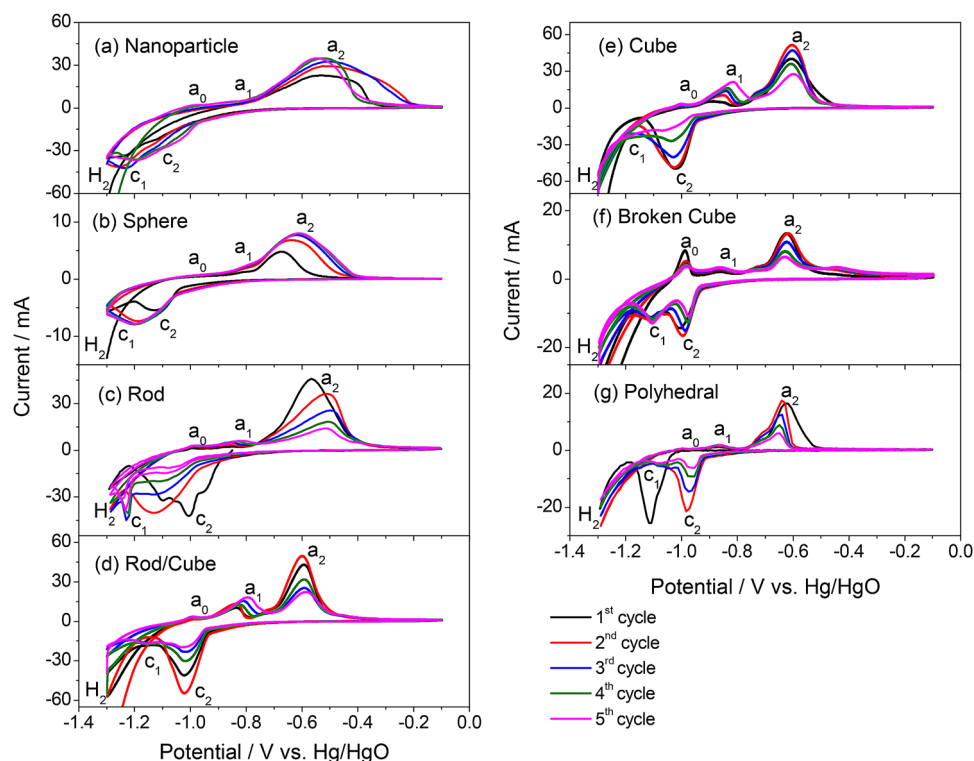 (a) Nanoparticle
60
30
0
-30
-60
a0
a1
a2
H2
c1
c2
(b) Sphere
10
0
-10
a0
a1
a2
H2
c1
c2
(c) Rod
30
0
-30
a0
a1
a2
H2
c1
c2
(d) Rod/Cube
60
30
0
-30
-60
a0
a1
a2
H2
c1
c2
-1.4 -1.2 -1.0 -0.8 -0.6 -0.4 -0.2 0.0
Potential / V vs. Hg/HgO
Current / mA
(e) Cube
60
30
0
-30
-60
a0
a1
a2
H2
c1
c2
(f) Broken Cube
20
0
-20
a0
a1
a2
H2
c1
c2
(g) Polyhedral
20
0
-20
a0
a1
a2
H2
c1
c2
-1.4 -1.2 -1.0 -0.8 -0.6 -0.4 -0.2 0.0
Potential / V vs. Hg/HgO
Current / mA
1st cycle
2nd cycle
3rd cycle
4th cycle
5th cycle